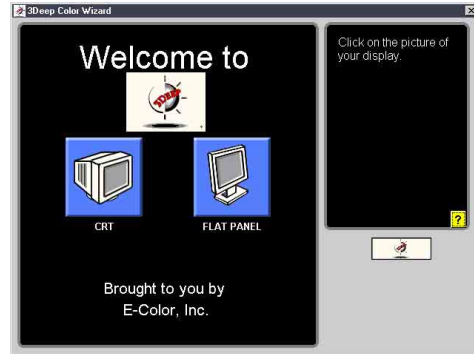 3Deep Color Wizard
Welcome to
3DEEP
CRT
FLAT PANEL
Brought to you by
E-Color, Inc.
Click on the picture of
your display.
?